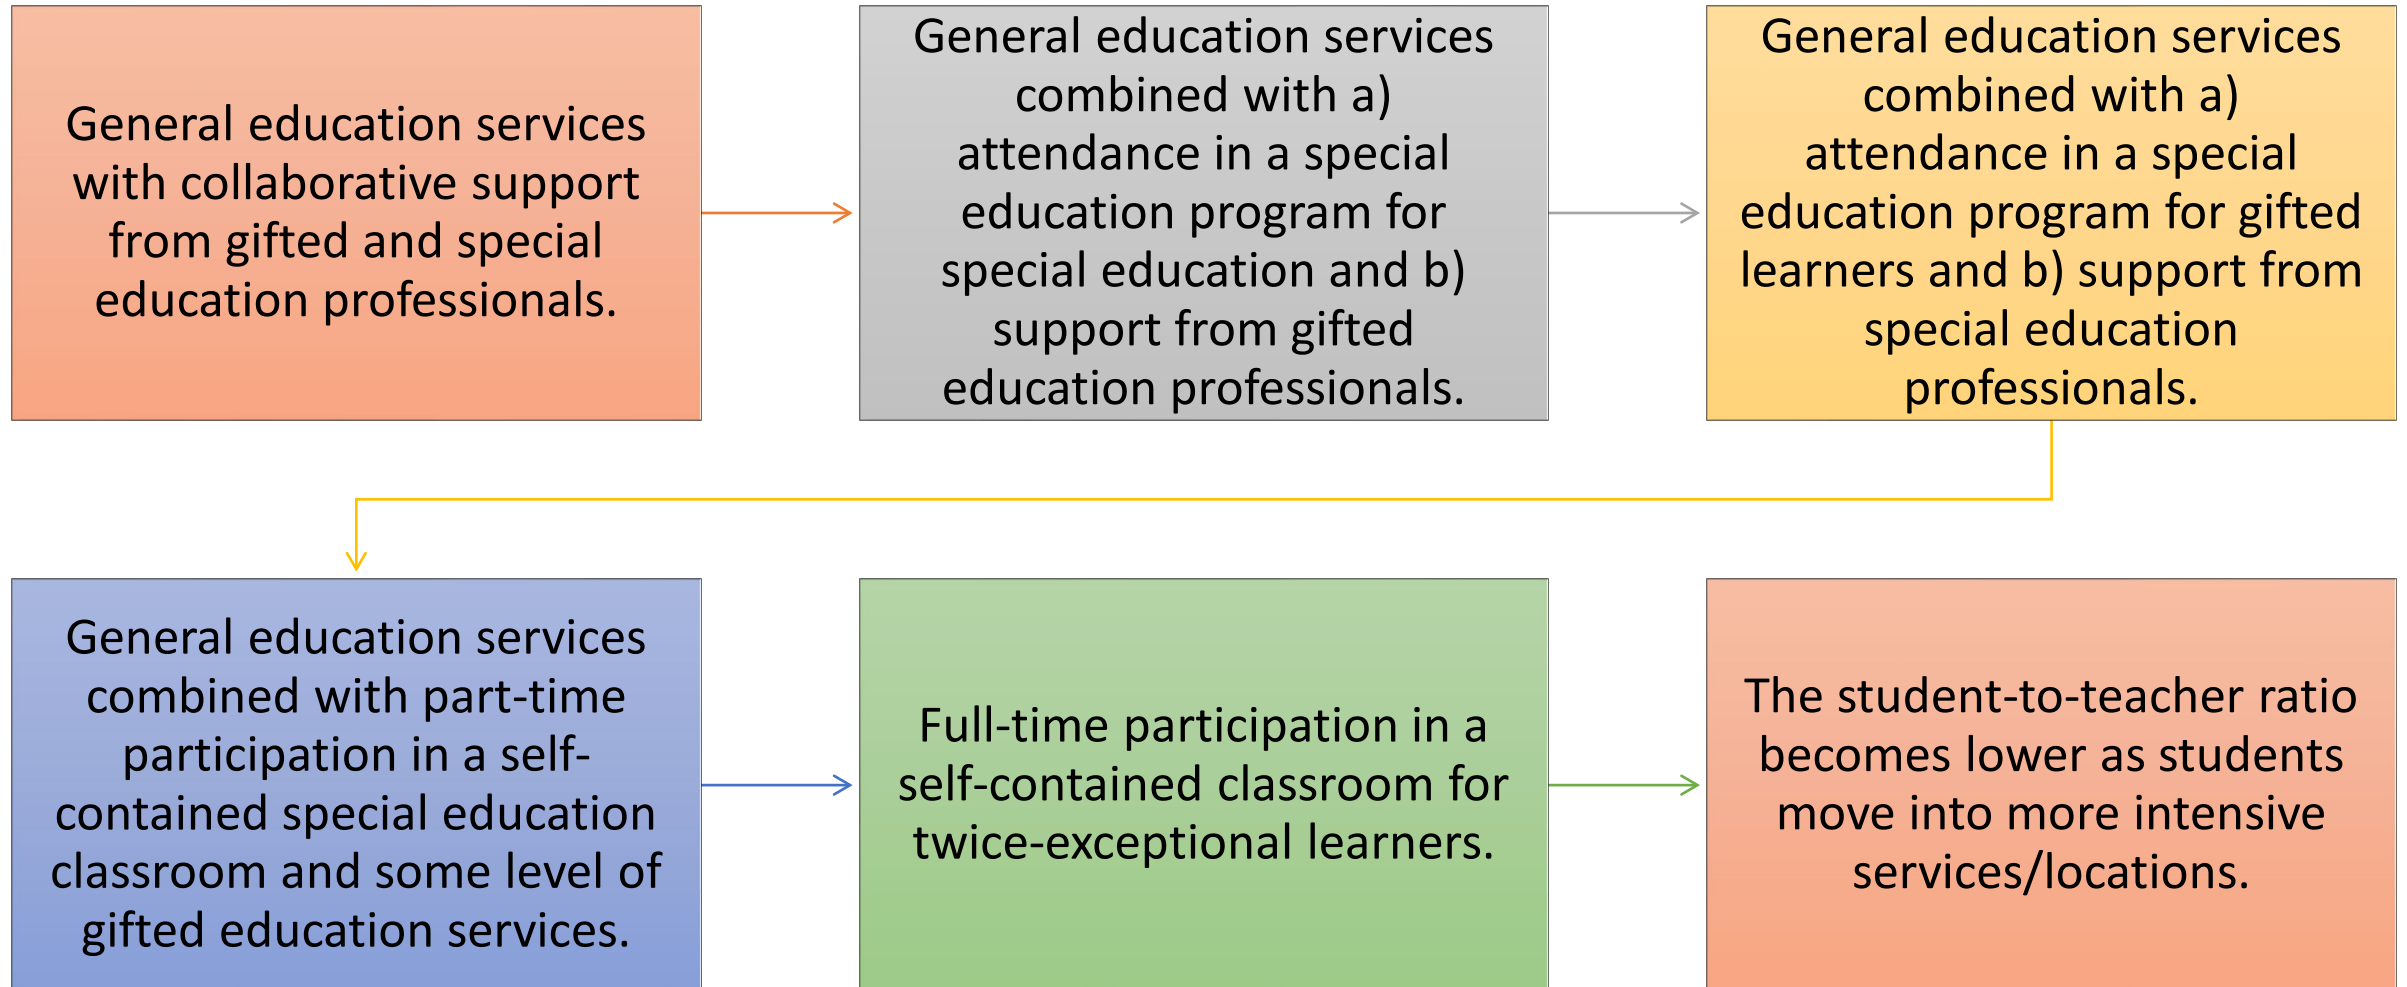 General education services
with collaborative support
from gifted and special
education professionals.
General education services
combined with a)
attendance in a special
education program for
special education and b)
support from gifted
education professionals.
General education services
combined with a)
attendance in a special
education program for gifted
learners and b) support from
special education
professionals.
General education services
combined with part-time
participation in a self-
contained special education
classroom and some level of
gifted education services.
Full-time participation in a
self-contained classroom for
twice-exceptional learners.
The student-to-teacher ratio
becomes lower as students
move into more intensive
services/locations.